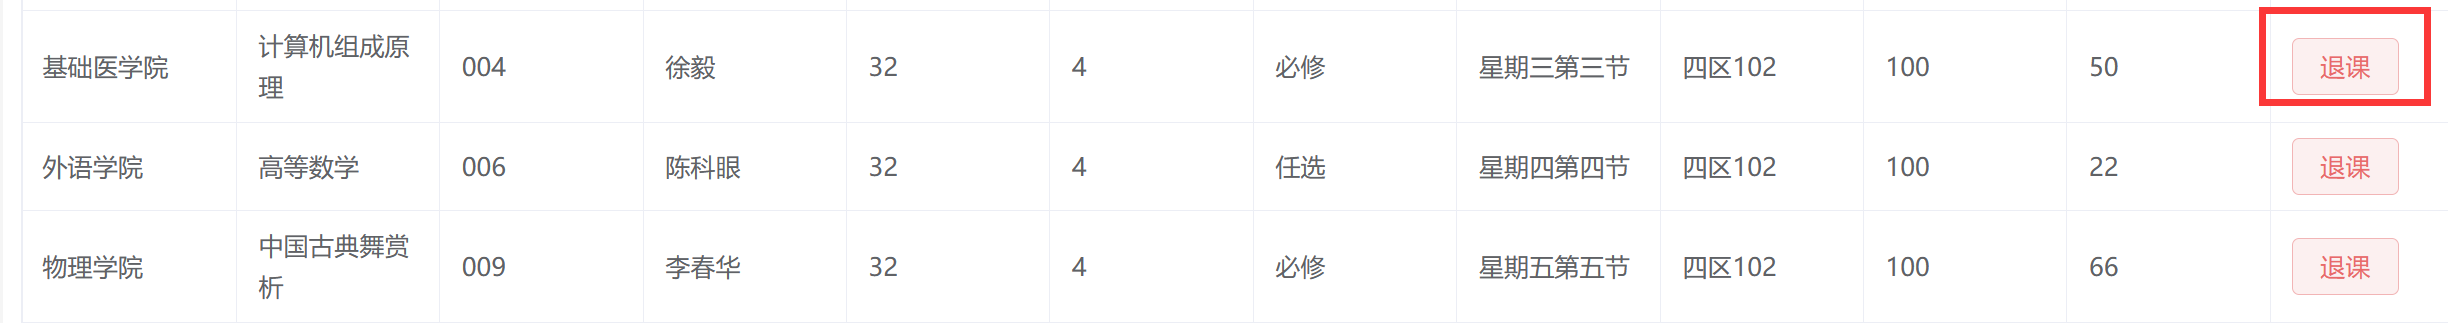 基础医学院 计算机组成原理 004 徐毅 32 4 必修 星期三第三节 四区102 100 50 退课
外语学院 高等数学 006 陈科眼 32 4 任选 星期四第四节 四区102 100 22 退课
物理学院 中国古典舞赏析 009 李春华 32 4 必修 星期五第五节 四区102 100 66 退课